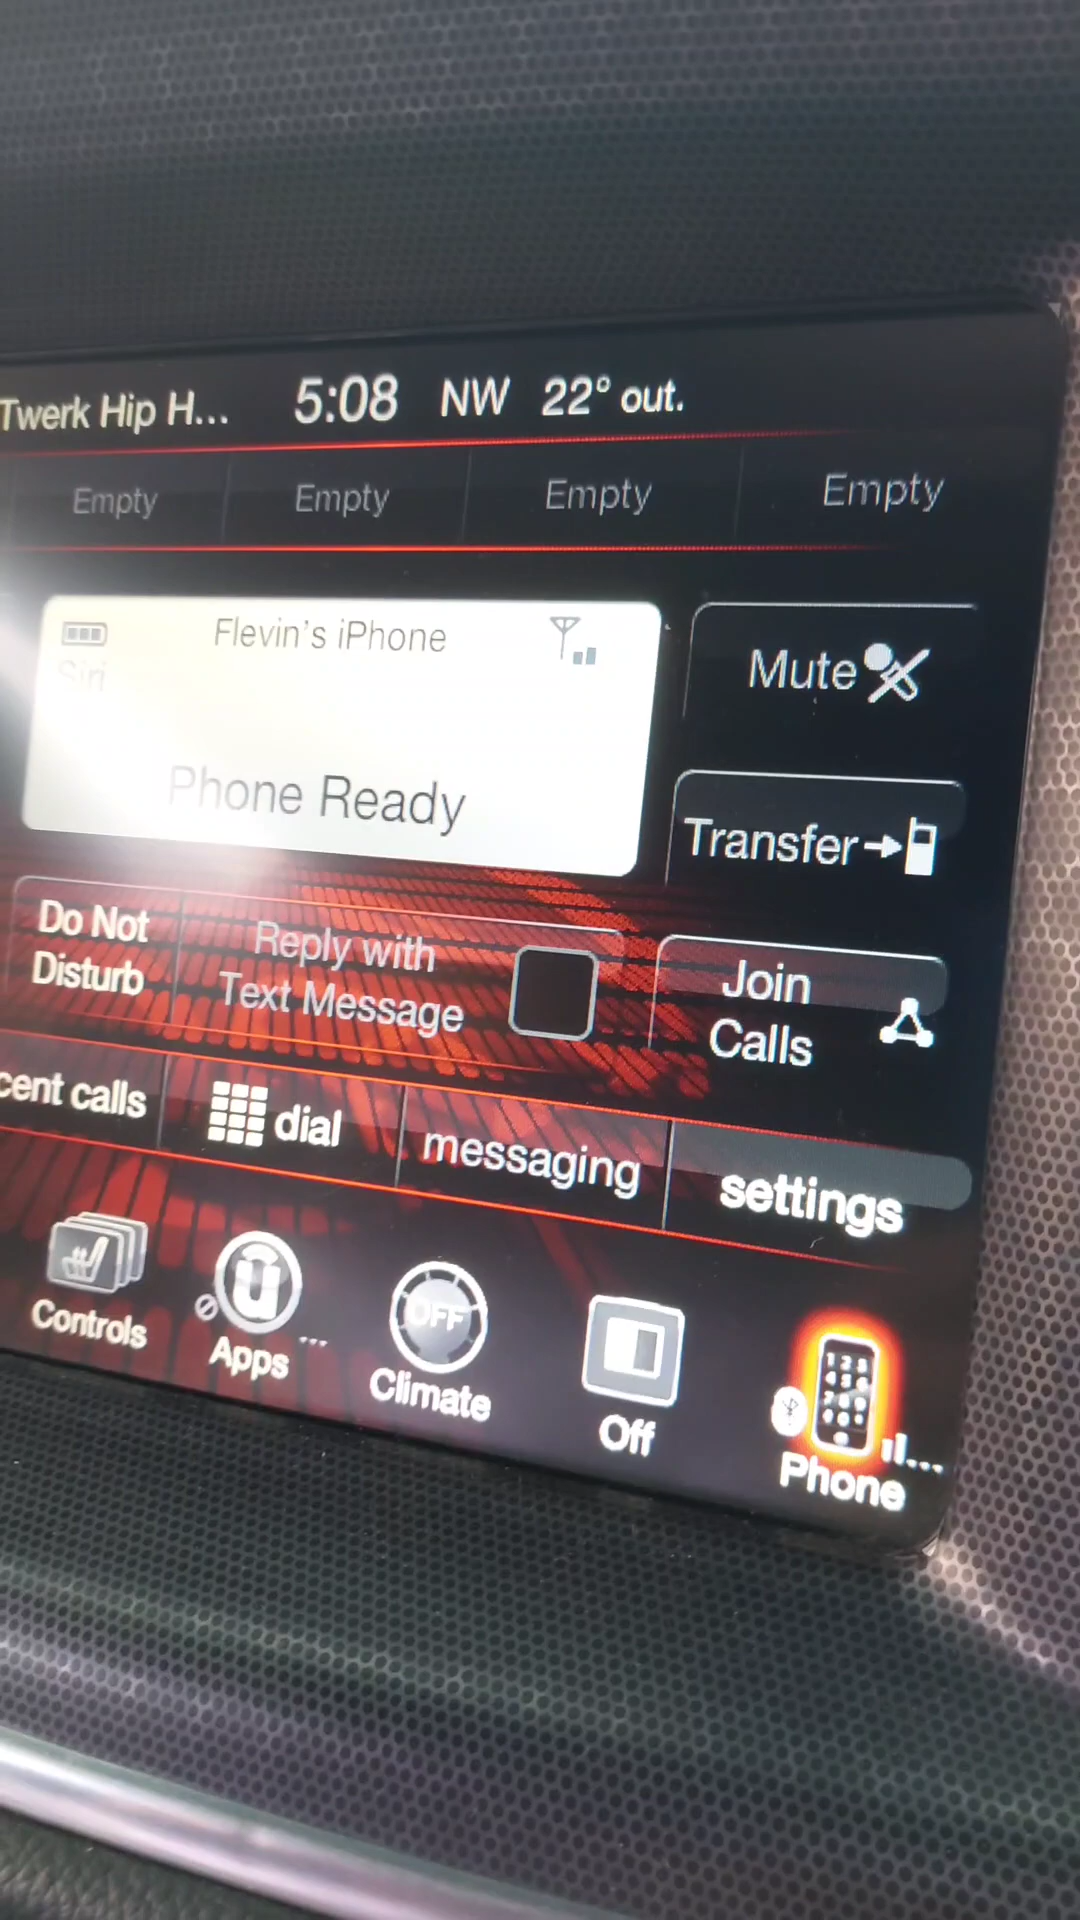 Twerk Hip H... 5:08 NW 22° out.
Empty Empty Empty Empty
Flevin's iPhone
Siri
Phone Ready
Mute
Transfer
Do Not
Disturb
Reply with
Text Message
Join
Calls
cent calls
dial
messaging
settings
Controls
Apps
...
OFF
Climate
Off
...
Phone